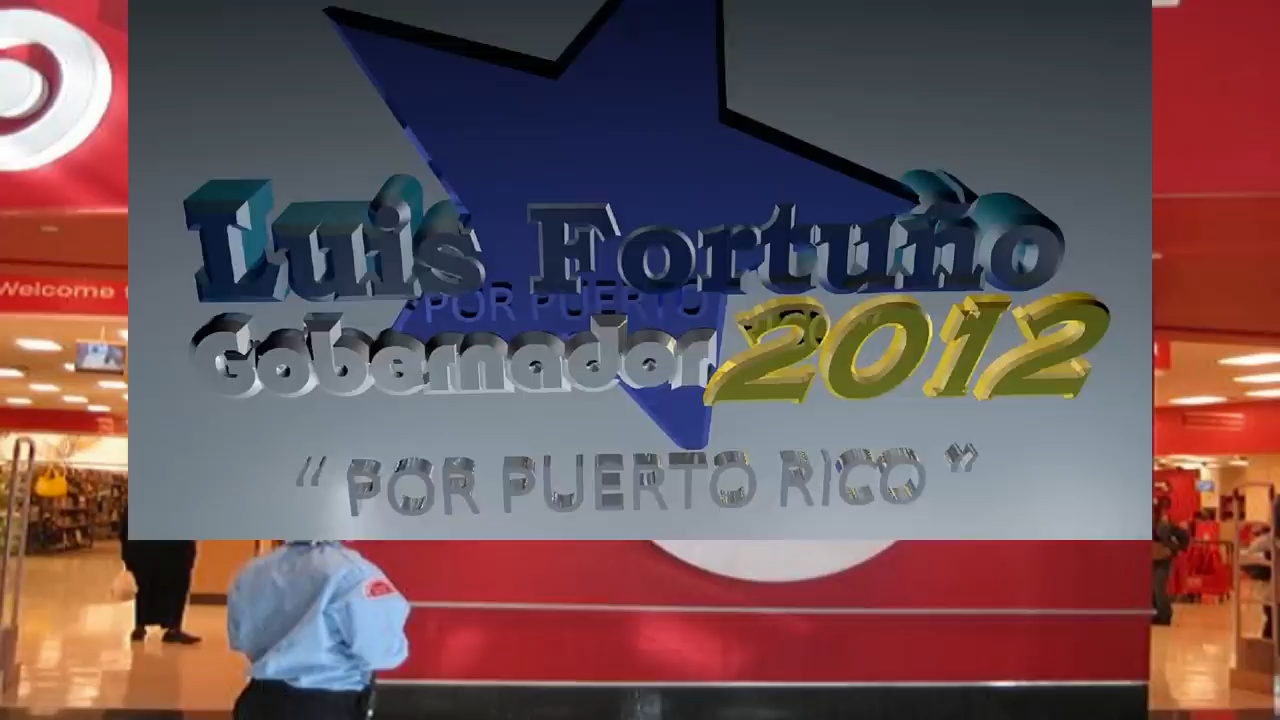 Welcome
Luis Fortuño
"POR PUERTO
Gobernador 2012
“ POR PUERTO RICO ”